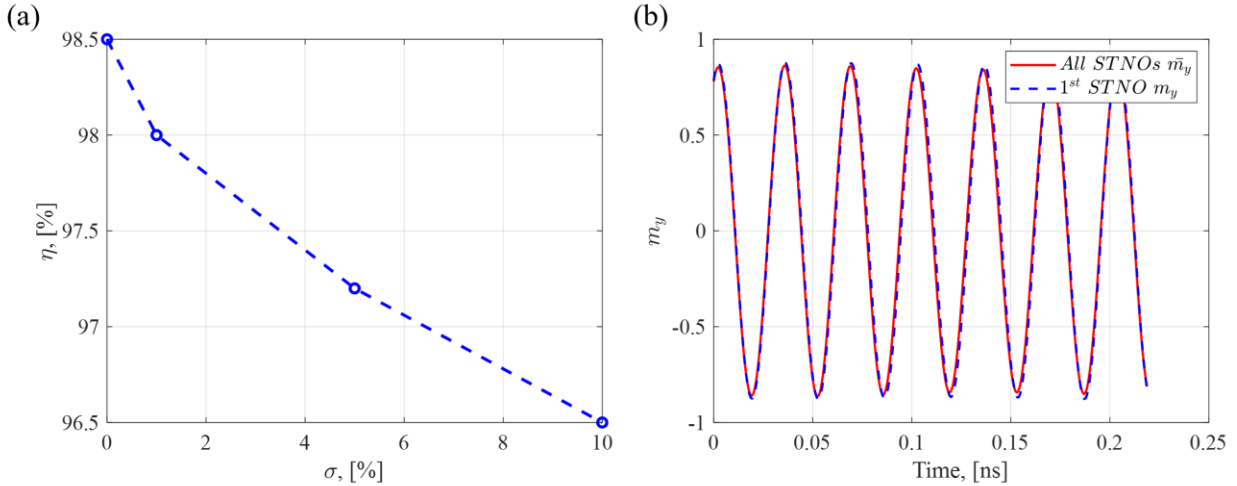 (a)
98.5
98
97.5
97
96.5
η, [%]
0
2
4
6
8
10
σ, [%]
(b)
1
0.5
0
-0.5
-1
m_y
All STNOs m̄_y
1^st STNO m_y
0
0.05
0.1
0.15
0.2
0.25
Time, [ns]